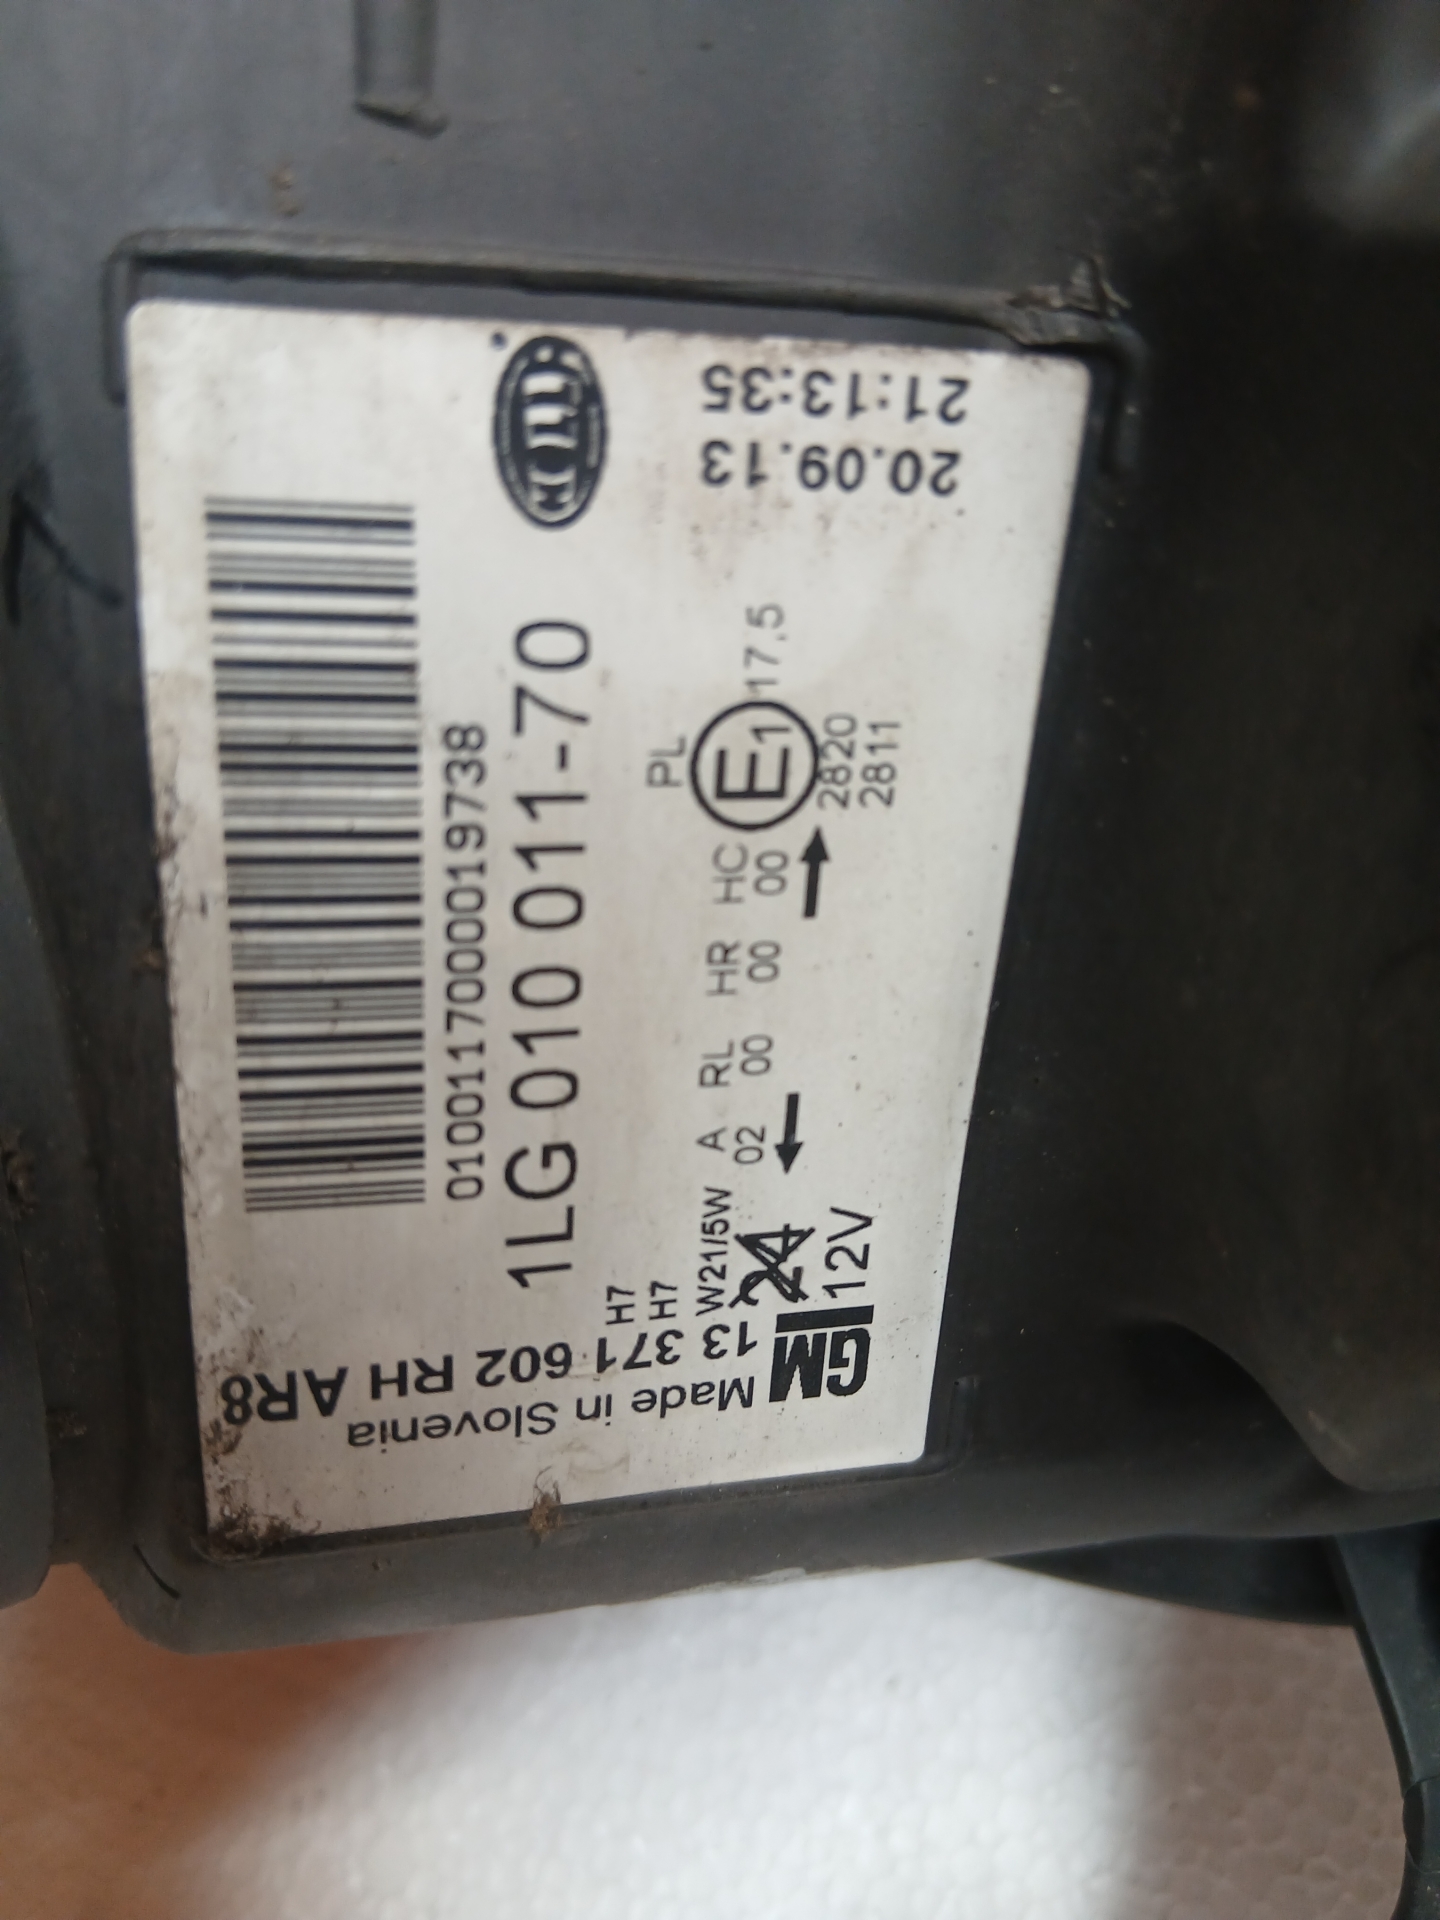 HELLA
20.09.13
21:13:35
01001170000019738
1LG 010 011-70
H7
H7
W21/5W
24
12V
PL
A RL HR HC E1 17.5
02 00 00 00
2820
2811
GM
Made in Slovenia
13 371 602 RH AR8